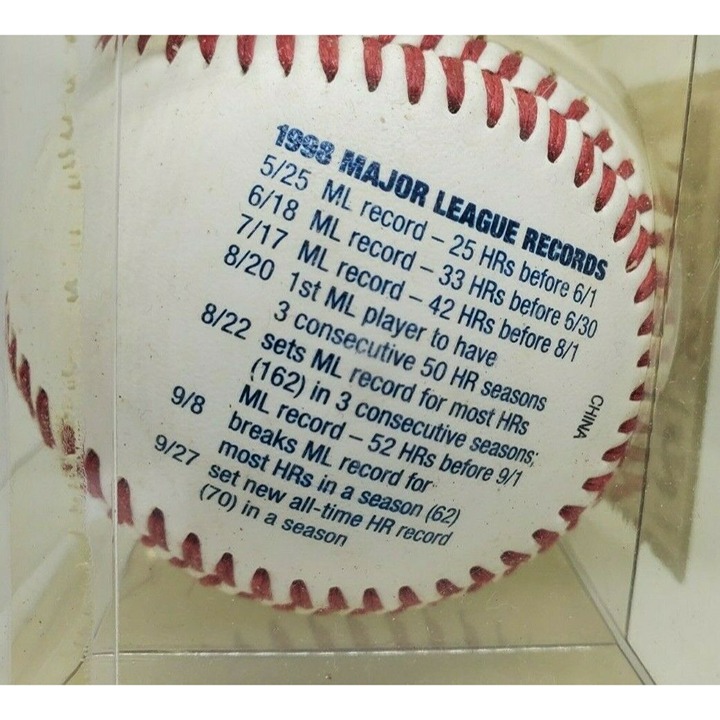 1998 MAJOR LEAGUE RECORDS
5/25 ML record – 25 HRs before 6/1
6/18 ML record – 33 HRs before 6/30
7/17 ML record – 42 HRs before 8/1
8/20 1st ML player to have
3 consecutive 50 HR seasons
8/22 sets ML record for most HRs
(162) in 3 consecutive seasons;
ML record – 52 HRs before 9/1
9/8 breaks ML record for
most HRs in a season (62)
9/27 set new all-time HR record
(70) in a season
CHINA